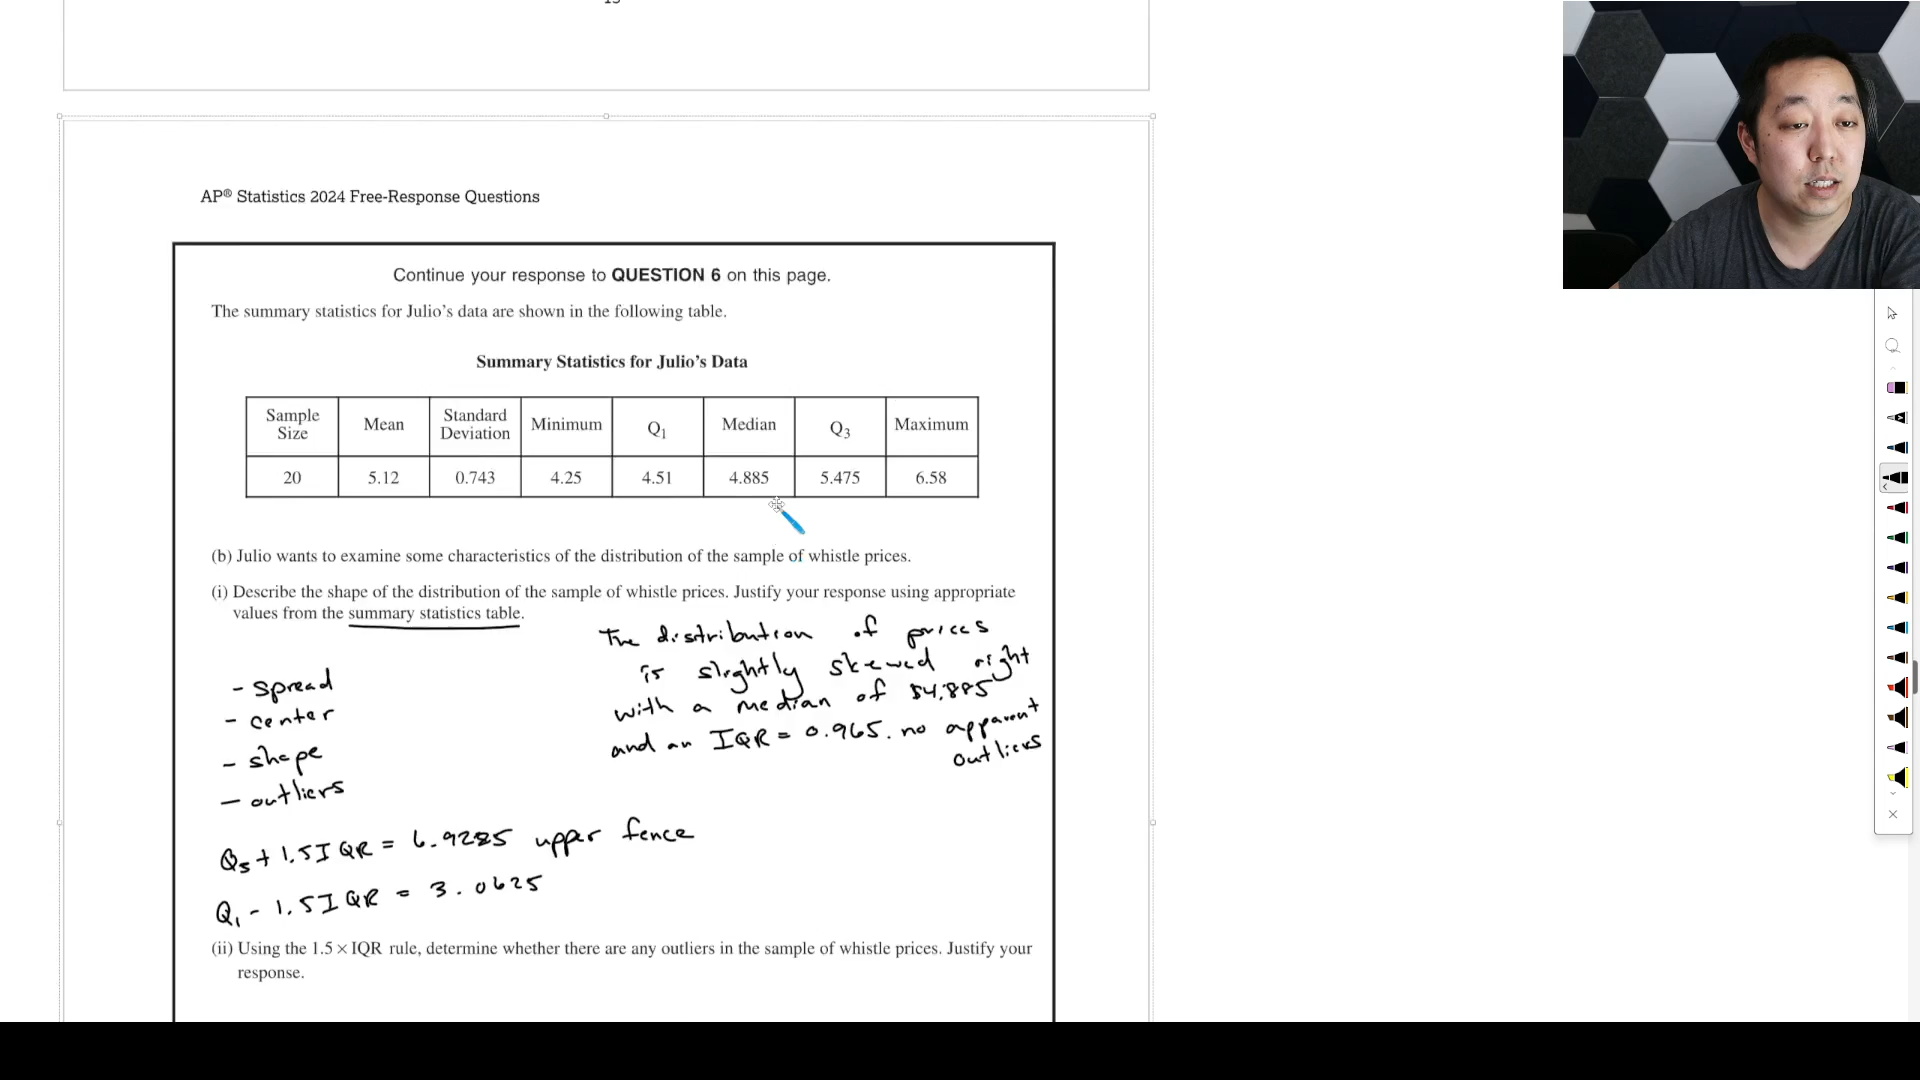 AP® Statistics 2024 Free-Response Questions
Continue your response to QUESTION 6 on this page.
The summary statistics for Julio's data are shown in the following table.
Summary Statistics for Julio's Data
Sample Size Mean Standard Deviation Minimum Q1 Median Q3 Maximum
20 5.12 0.743 4.25 4.51 4.885 5.475 6.58
(b) Julio wants to examine some characteristics of the distribution of the sample of whistle prices.
(i) Describe the shape of the distribution of the sample of whistle prices. Justify your response using appropriate
values from the summary statistics table.
The distribution of prices
is slightly skewed right
with a median of $4.885
and an IQR = 0.965. no apparent
outliers
- spread
- center
- shape
- outliers
Q3 + 1.5 IQR = 6.9225 upper fence
Q1 - 1.5 IQR = 3.0625
(ii) Using the 1.5 × IQR rule, determine whether there are any outliers in the sample of whistle prices. Justify your
response.